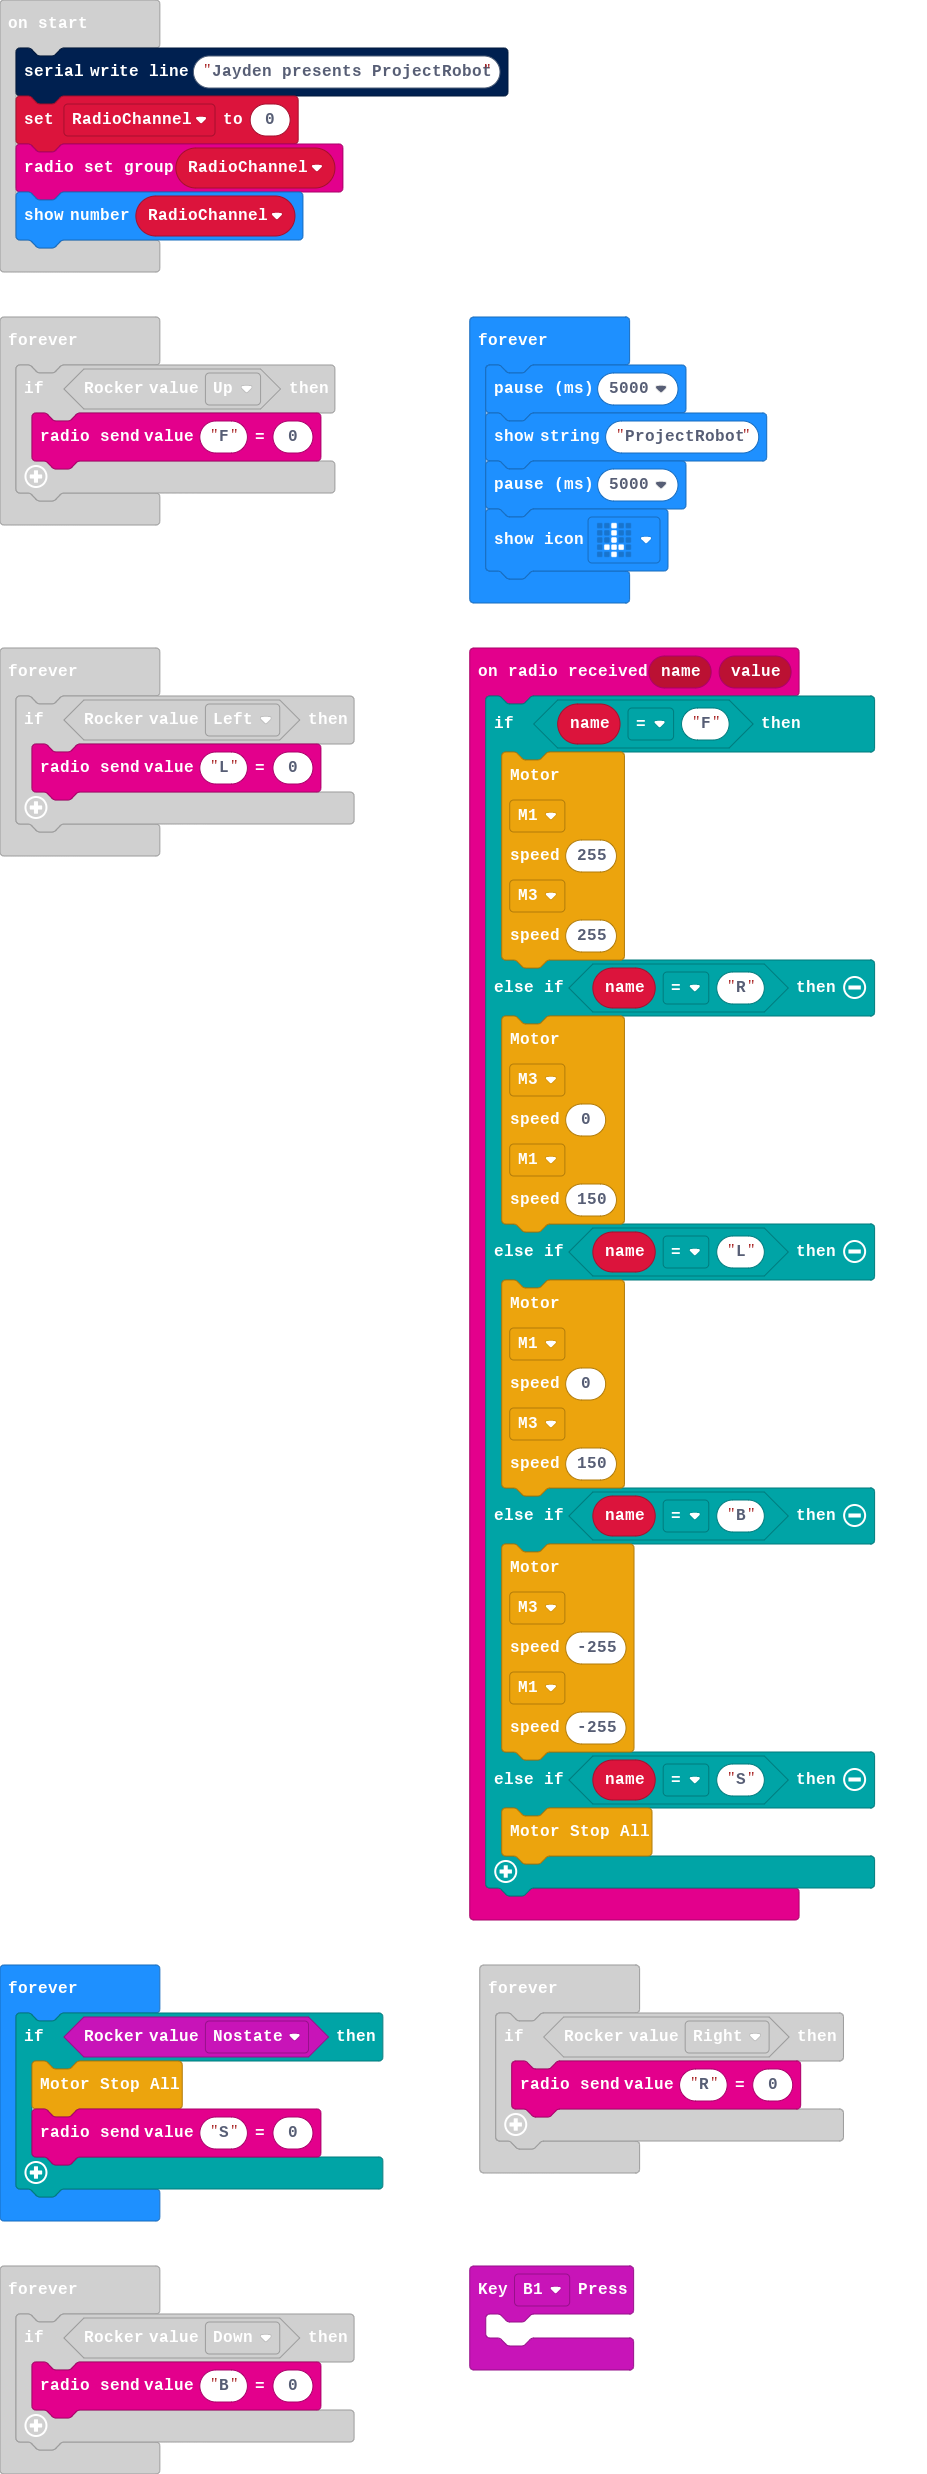 on start
serial write line "Jayden presents ProjectRobot"
set RadioChannel to 0
radio set group RadioChannel
show number RadioChannel
forever
if Rocker value Up then
radio send value "F" = 0
forever
pause (ms) 5000
show string "ProjectRobot"
pause (ms) 5000
show icon
forever
if Rocker value Left then
radio send value "L" = 0
on radio received name value
if name = "F" then
Motor
M1
speed 255
M3
speed 255
else if name = "R" then
Motor
M3
speed 0
M1
speed 150
else if name = "L" then
Motor
M1
speed 0
M3
speed 150
else if name = "B" then
Motor
M3
speed -255
M1
speed -255
else if name = "S" then
Motor Stop All
forever
if Rocker value Nostate then
Motor Stop All
radio send value "S" = 0
forever
if Rocker value Right then
radio send value "R" = 0
forever
if Rocker value Down then
radio send value "B" = 0
Key B1 Press